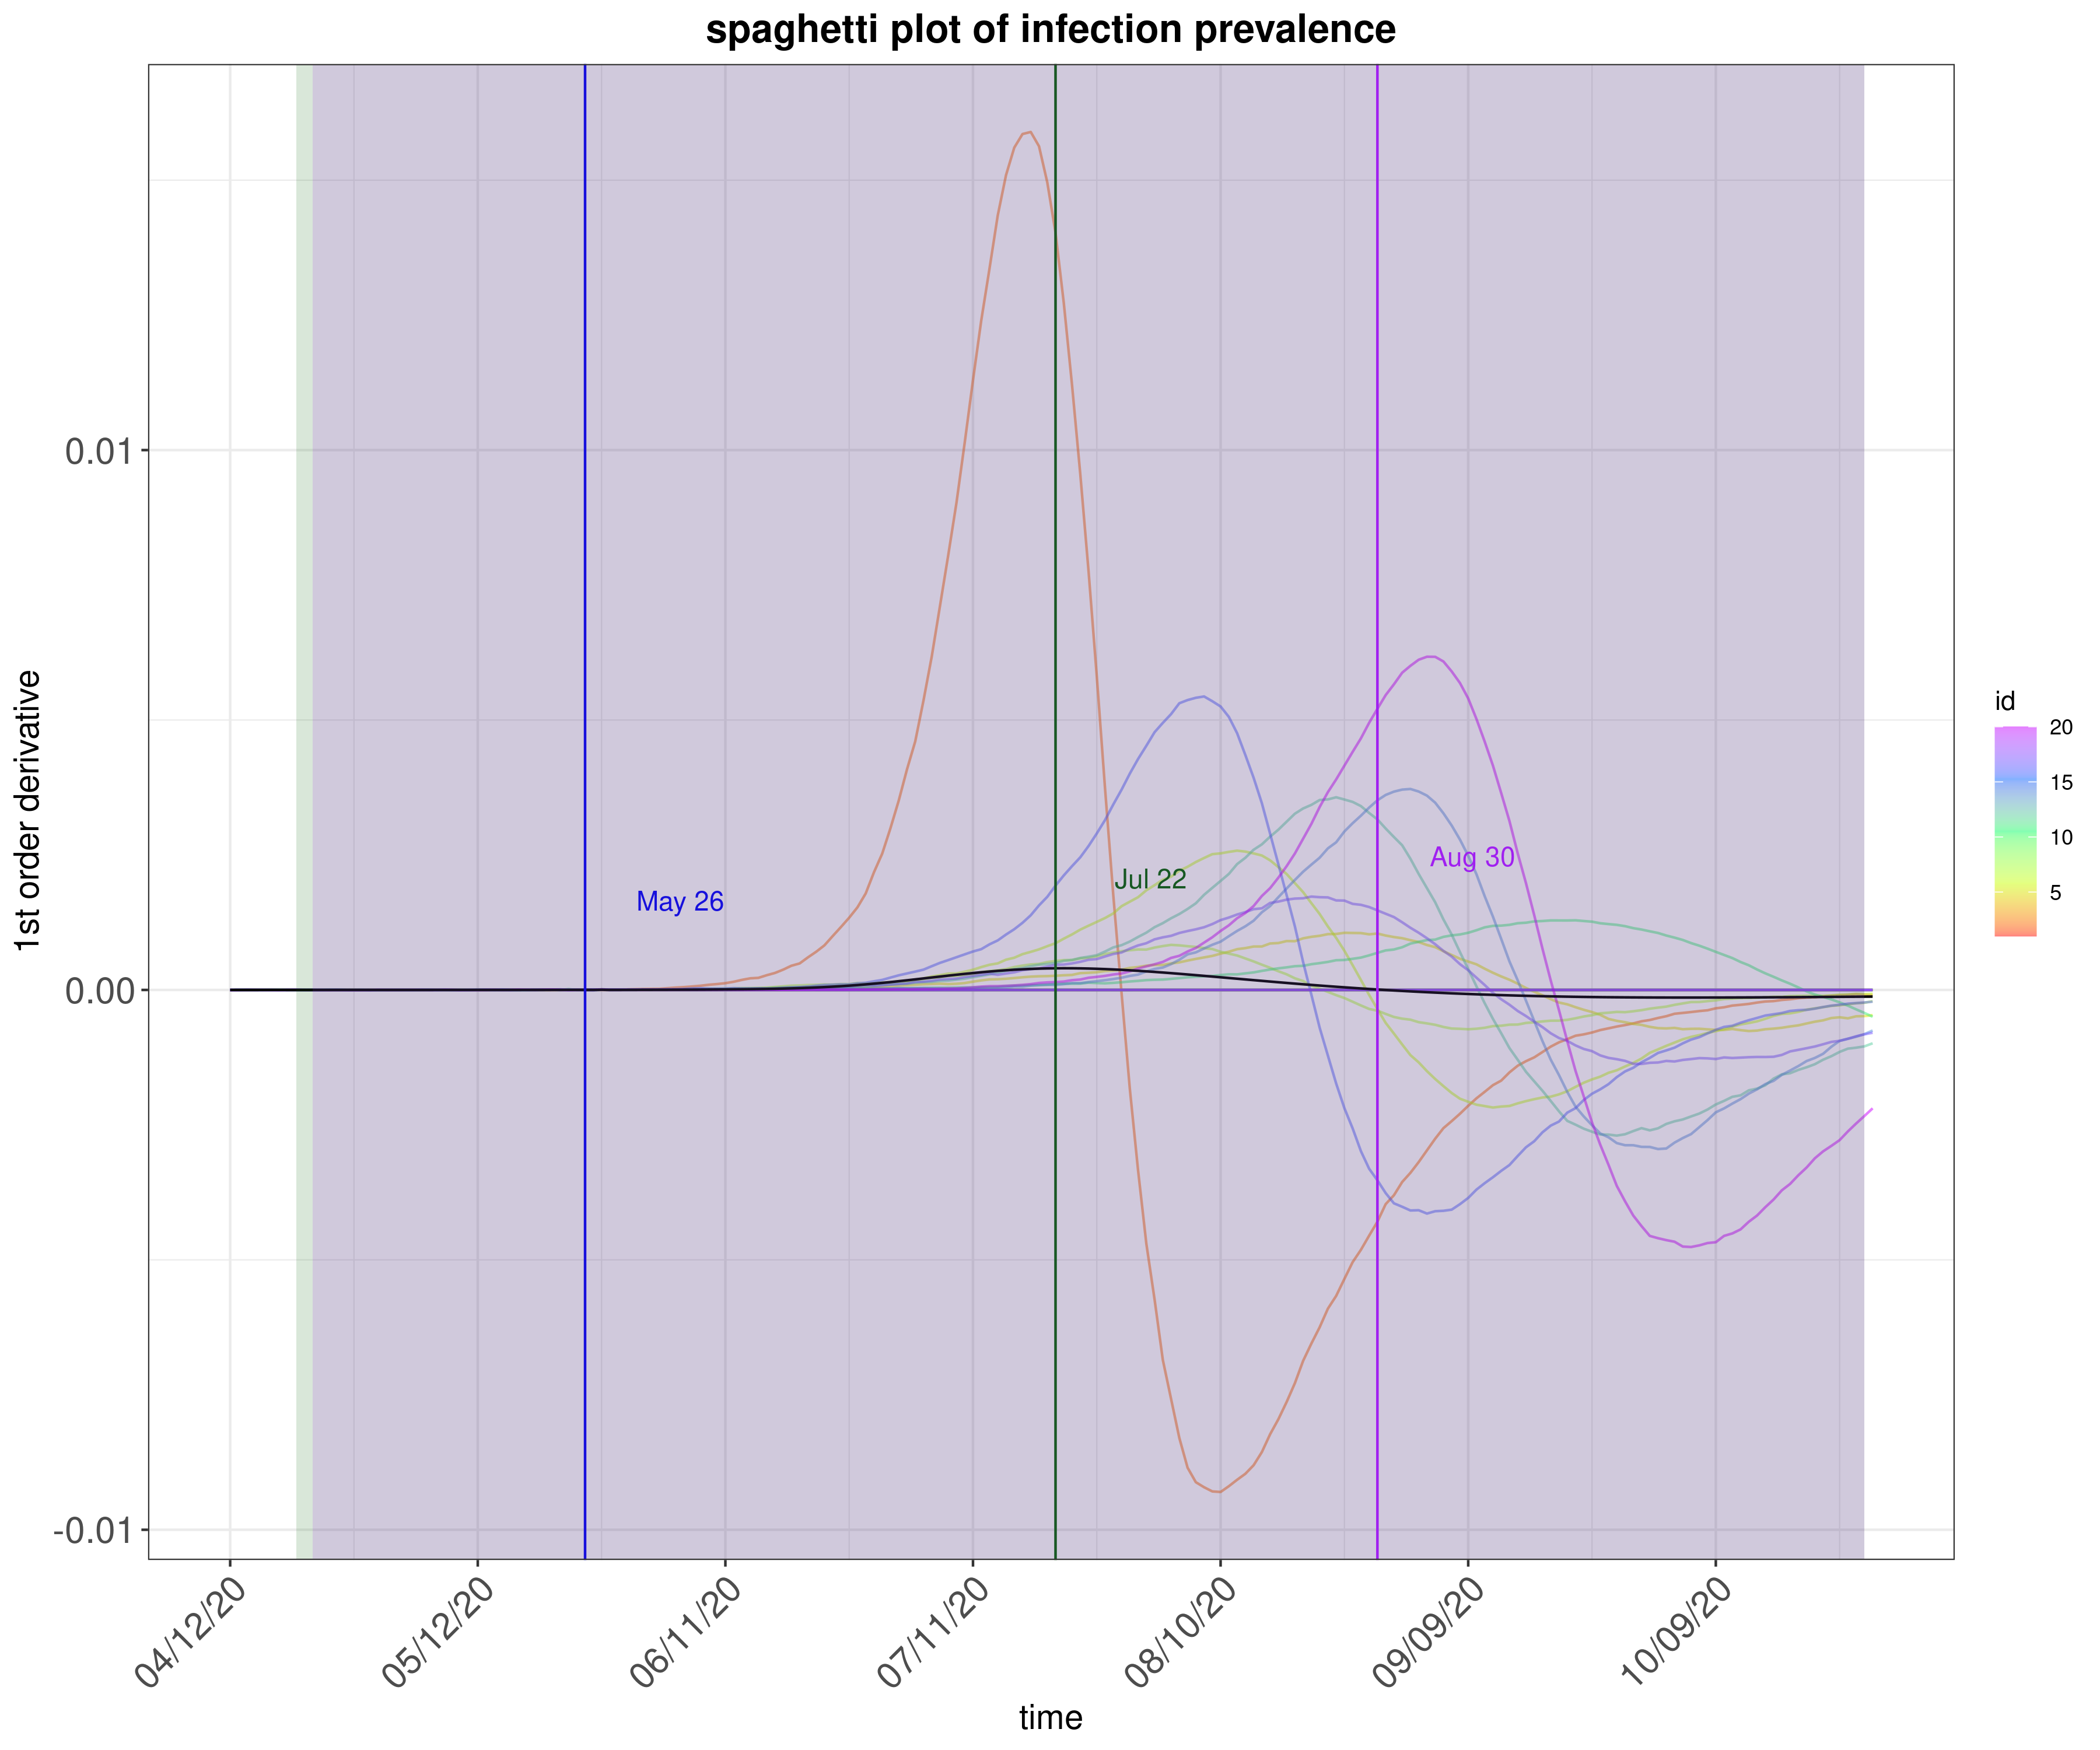 spaghetti plot of infection prevalence
1st order derivative
0.01
0.00
-0.01
May 26
Jul 22
Aug 30
04/12/20
05/12/20
06/11/20
07/11/20
08/10/20
09/09/20
10/09/20
time
id
20
15
10
5